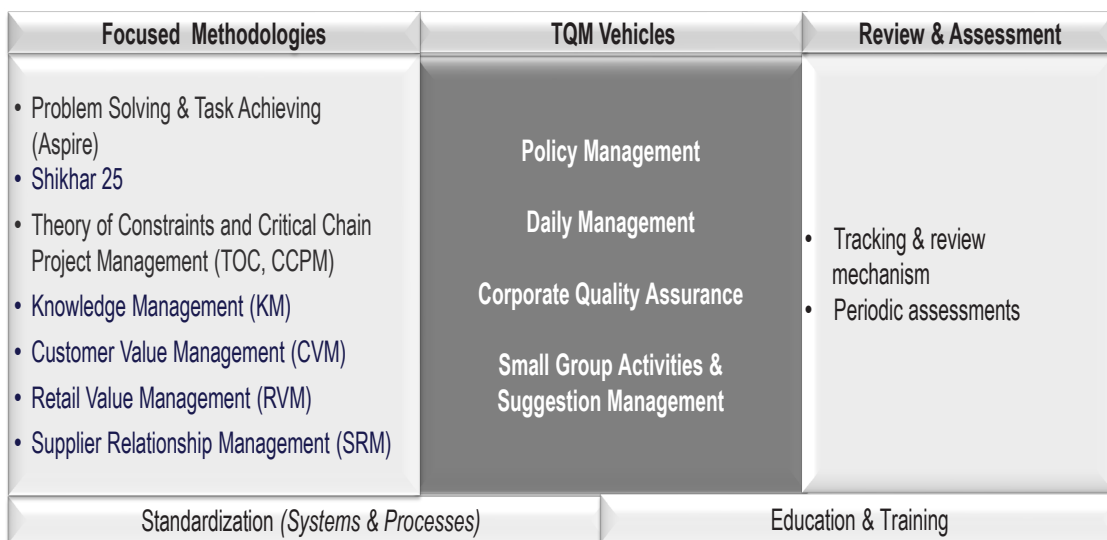 Focused Methodologies
• Problem Solving & Task Achieving
(Aspire)
• Shikhar 25
• Theory of Constraints and Critical Chain
Project Management (TOC, CCPM)
• Knowledge Management (KM)
• Customer Value Management (CVM)
• Retail Value Management (RVM)
• Supplier Relationship Management (SRM)
TQM Vehicles
Policy Management
Daily Management
Corporate Quality Assurance
Small Group Activities &
Suggestion Management
Review & Assessment
• Tracking & review
mechanism
• Periodic assessments
Standardization (Systems & Processes)
Education & Training